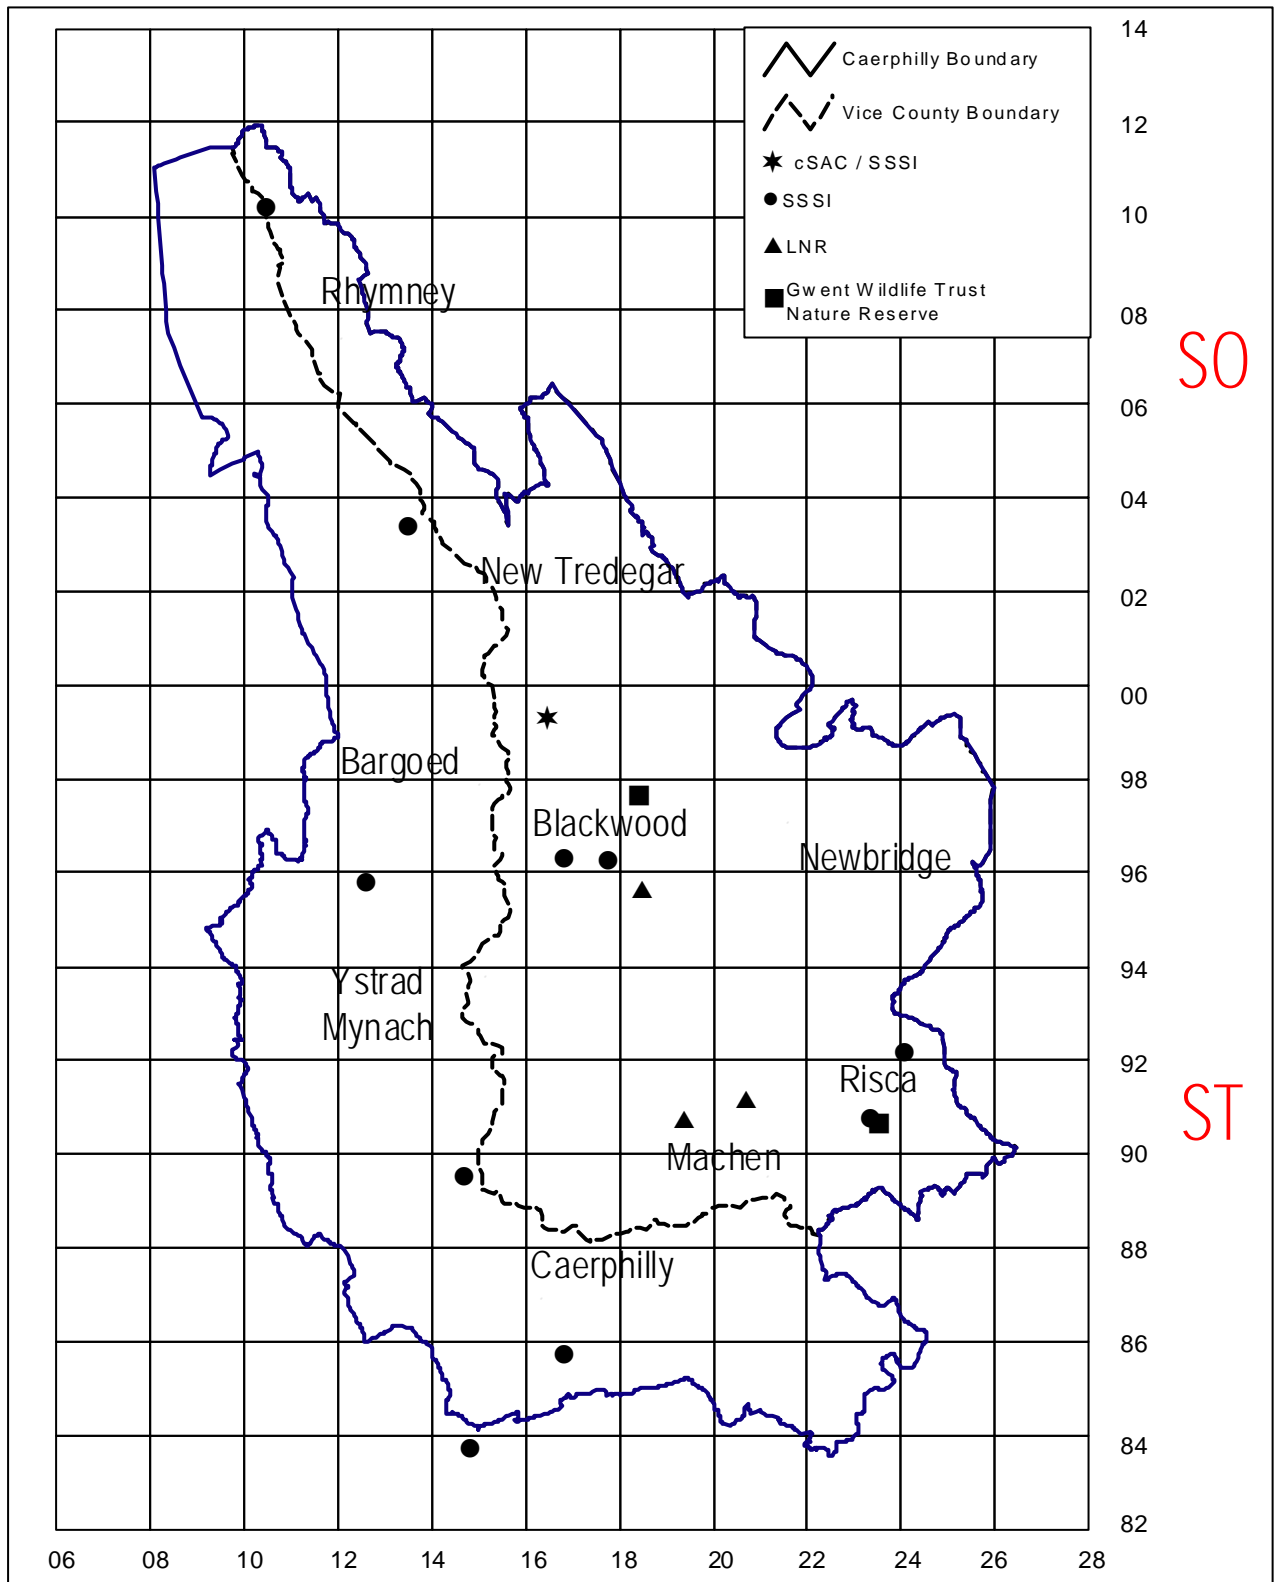 14
Caerphilly Boundary
Vice County Boundary
12
cSAC / SSSI
SSSI
10
LNR
Gwent Wildlife Trust
Nature Reserve
Rhymney
08
SO
06
04
New Tredegar
02
00
Bargoed
98
Blackwood
Newbridge
96
94
Ystrad
Mynach
92
Risca
ST
Machen
90
Caerphilly
88
86
84
82
06 08 10 12 14 16 18 20 22 24 26 28